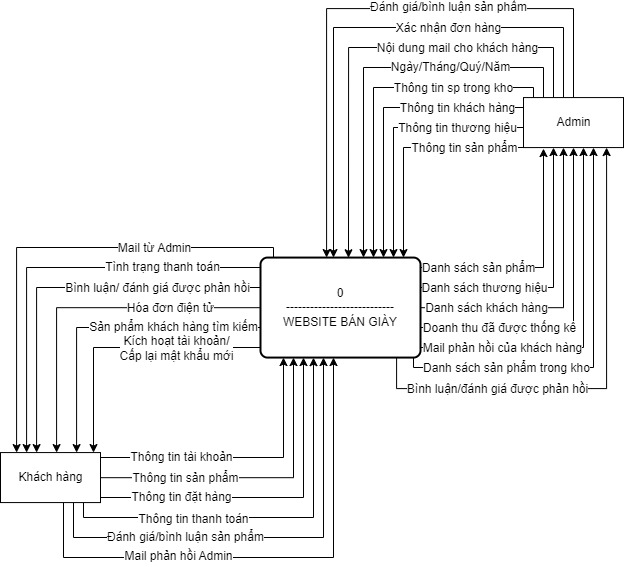 Đánh giá/bình luận sản phẩm
Xác nhận đơn hàng
Nội dung mail cho khách hàng
Ngày/Tháng/Quý/Năm
Thông tin sp trong kho
Thông tin khách hàng
Thông tin thương hiệu
Thông tin sản phẩm
Admin
Mail từ Admin
Tình trạng thanh toán
Bình luận/ đánh giá được phản hồi
Hóa đơn điện tử
Sản phẩm khách hàng tìm kiếm
Kích hoạt tài khoản/
Cấp lại mật khẩu mới
0
WEBSITE BÁN GIÀY
Danh sách sản phẩm
Danh sách thương hiệu
Danh sách khách hàng
Doanh thu đã được thống kê
Mail phản hồi của khách hàng
Danh sách sản phẩm trong kho
Bình luận/đánh giá được phản hồi
Khách hàng
Thông tin tài khoản
Thông tin sản phẩm
Thông tin đặt hàng
Thông tin thanh toán
Đánh giá/bình luận sản phẩm
Mail phản hồi Admin